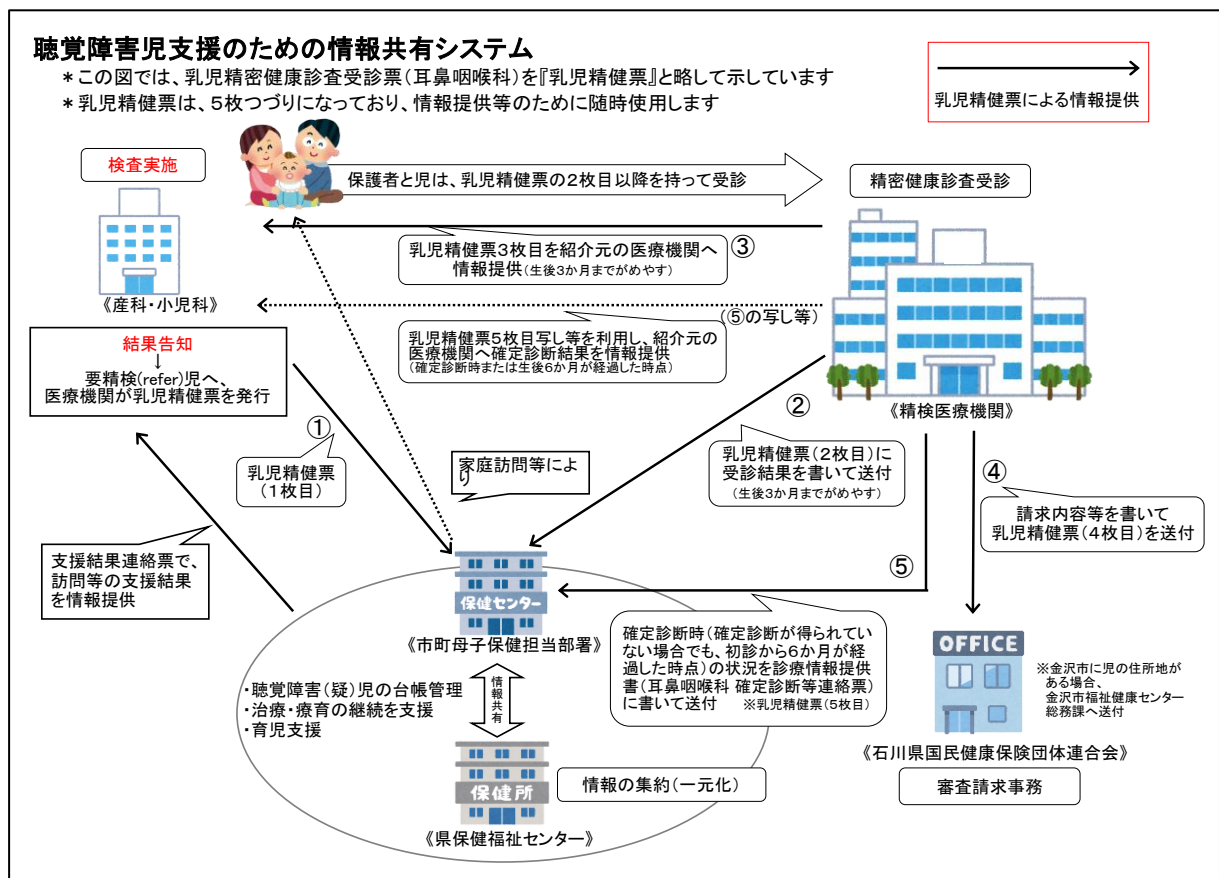 聴覚障害児支援のための情報共有システム
＊この図では、乳児精密健康診査受診票（耳鼻咽喉科）を『乳児精健票』と略して示しています
＊乳児精健票は、５枚つづりになっており、情報提供等のために随時使用します
乳児精健票による情報提供
検査実施
保護者と児は、乳児精健票の２枚目以降を持って受診
精密健康診査受診
③
乳児精健票３枚目を紹介元の医療機関へ
情報提供（生後３か月までがめやす）
《産科・小児科》
（⑤の写し等）
乳児精健票５枚目写し等を利用し、紹介元の
医療機関へ確定診断結果を情報提供
（確定診断時または生後６か月が経過した時点）
結果告知
↓
要精検(refer)児へ、
医療機関が乳児精健票を発行
《精検医療機関》
②
①
乳児精健票（２枚目）に
受診結果を書いて送付
（生後３か月までがめやす）
乳児精健票
（１枚目）
家庭訪問等によ
り
④
請求内容等を書いて
乳児精健票（４枚目）を送付
支援結果連絡票で、
訪問等の支援結果
を情報提供
⑤
保健センター
《市町母子保健担当部署》
確定診断時（確定診断が得られてい
ない場合でも、初診から６か月が経
過した時点）の状況を診療情報提供
書（耳鼻咽喉科 確定診断等連絡票）
に書いて送付　※乳児精健票（５枚目）
OFFICE
※金沢市に児の住所地が
ある場合、
金沢市福祉健康センター
総務課へ送付
・聴覚障害（疑）児の台帳管理
・治療・療育の継続を支援
・育児支援
情報共有
《石川県国民健康保険団体連合会》
審査請求事務
保健所
情報の集約（一元化）
《県保健福祉センター》